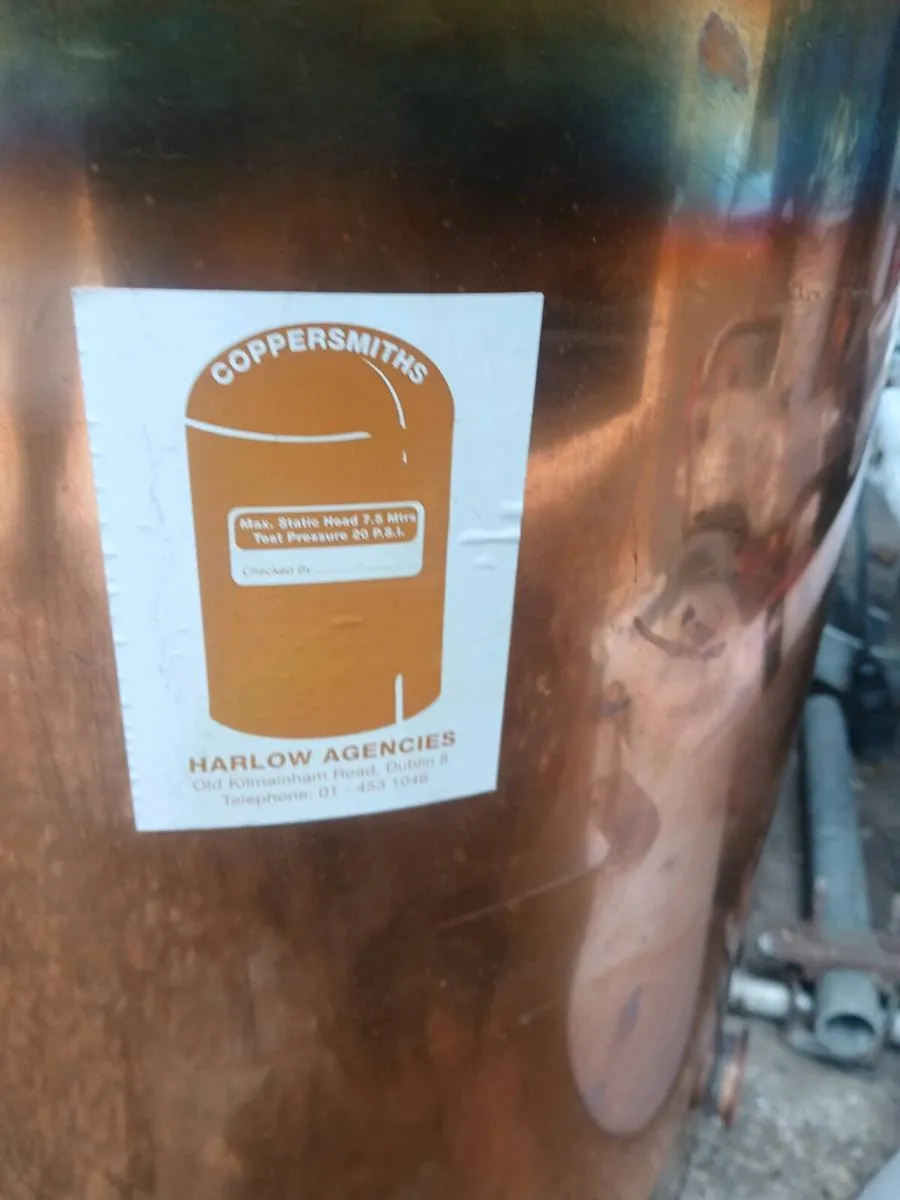 COPPERSMITHS
Max. Static Head 7.5 Mtrs
Test Pressure 20 P.S.I.
Checked By
HARLOW AGENCIES
Old Kilmainham Road, Dublin 8
Telephone: 01 - 453 1046